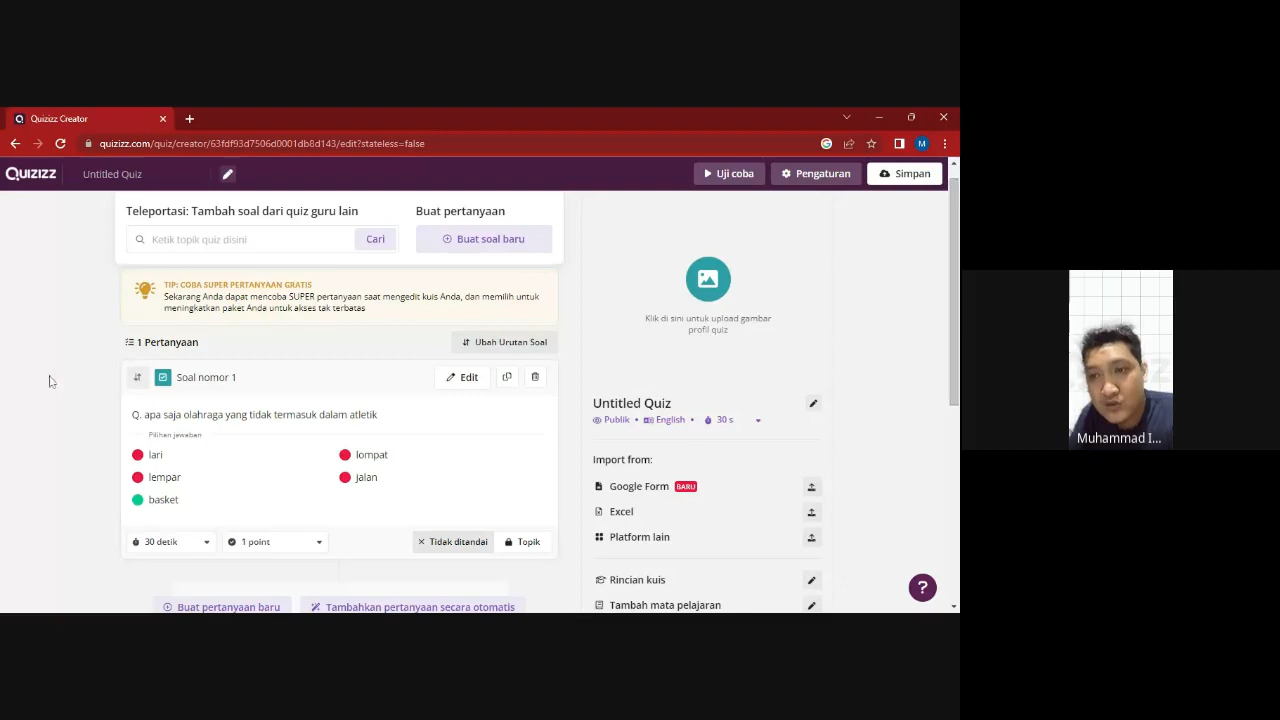 Quizizz Creator
quizizz.com/quiz/creator/63fdf93d7506d0001db8d143/edit?stateless=false
M
QUIZIZZ
Untitled Quiz
Uji coba
Pengaturan
Simpan
Teleportasi: Tambah soal dari quiz guru lain
Buat pertanyaan
Ketik topik quiz disini
Cari
Buat soal baru
TIP: COBA SUPER PERTANYAAN GRATIS
Sekarang Anda dapat mencoba SUPER pertanyaan saat mengedit kuis Anda, dan memilih untuk
meningkatkan paket Anda untuk akses tak terbatas
1 Pertanyaan
Ubah Urutan Soal
Soal nomor 1
Edit
Q. apa saja olahraga yang tidak termasuk dalam atletik
Pilihan jawaban
lari
lompat
lempar
jalan
basket
30 detik
1 point
Tidak ditandai
Topik
Buat pertanyaan baru
Tambahkan pertanyaan secara otomatis
Klik di sini untuk upload gambar
profil quiz
Untitled Quiz
Publik • English • 30 s
Import from:
Google Form BARU
Excel
Platform lain
Rincian kuis
Tambah mata pelajaran
?
Muhammad I...